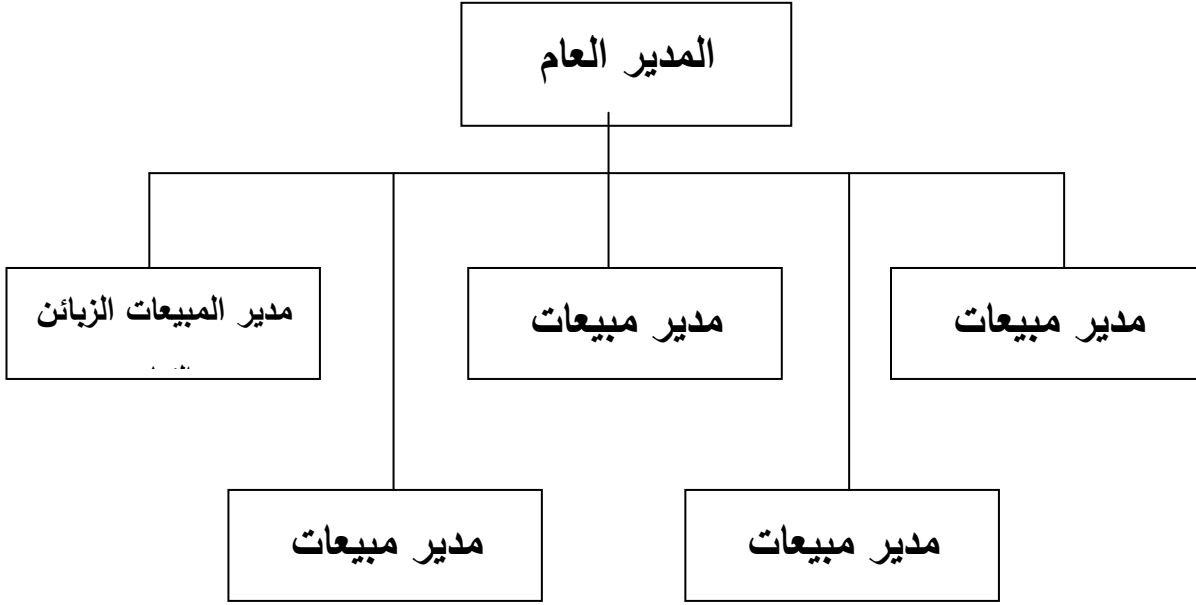 المدير العام
مدير مبيعات
مدير مبيعات
مدير المبيعات الزبائن
مدير مبيعات
مدير مبيعات